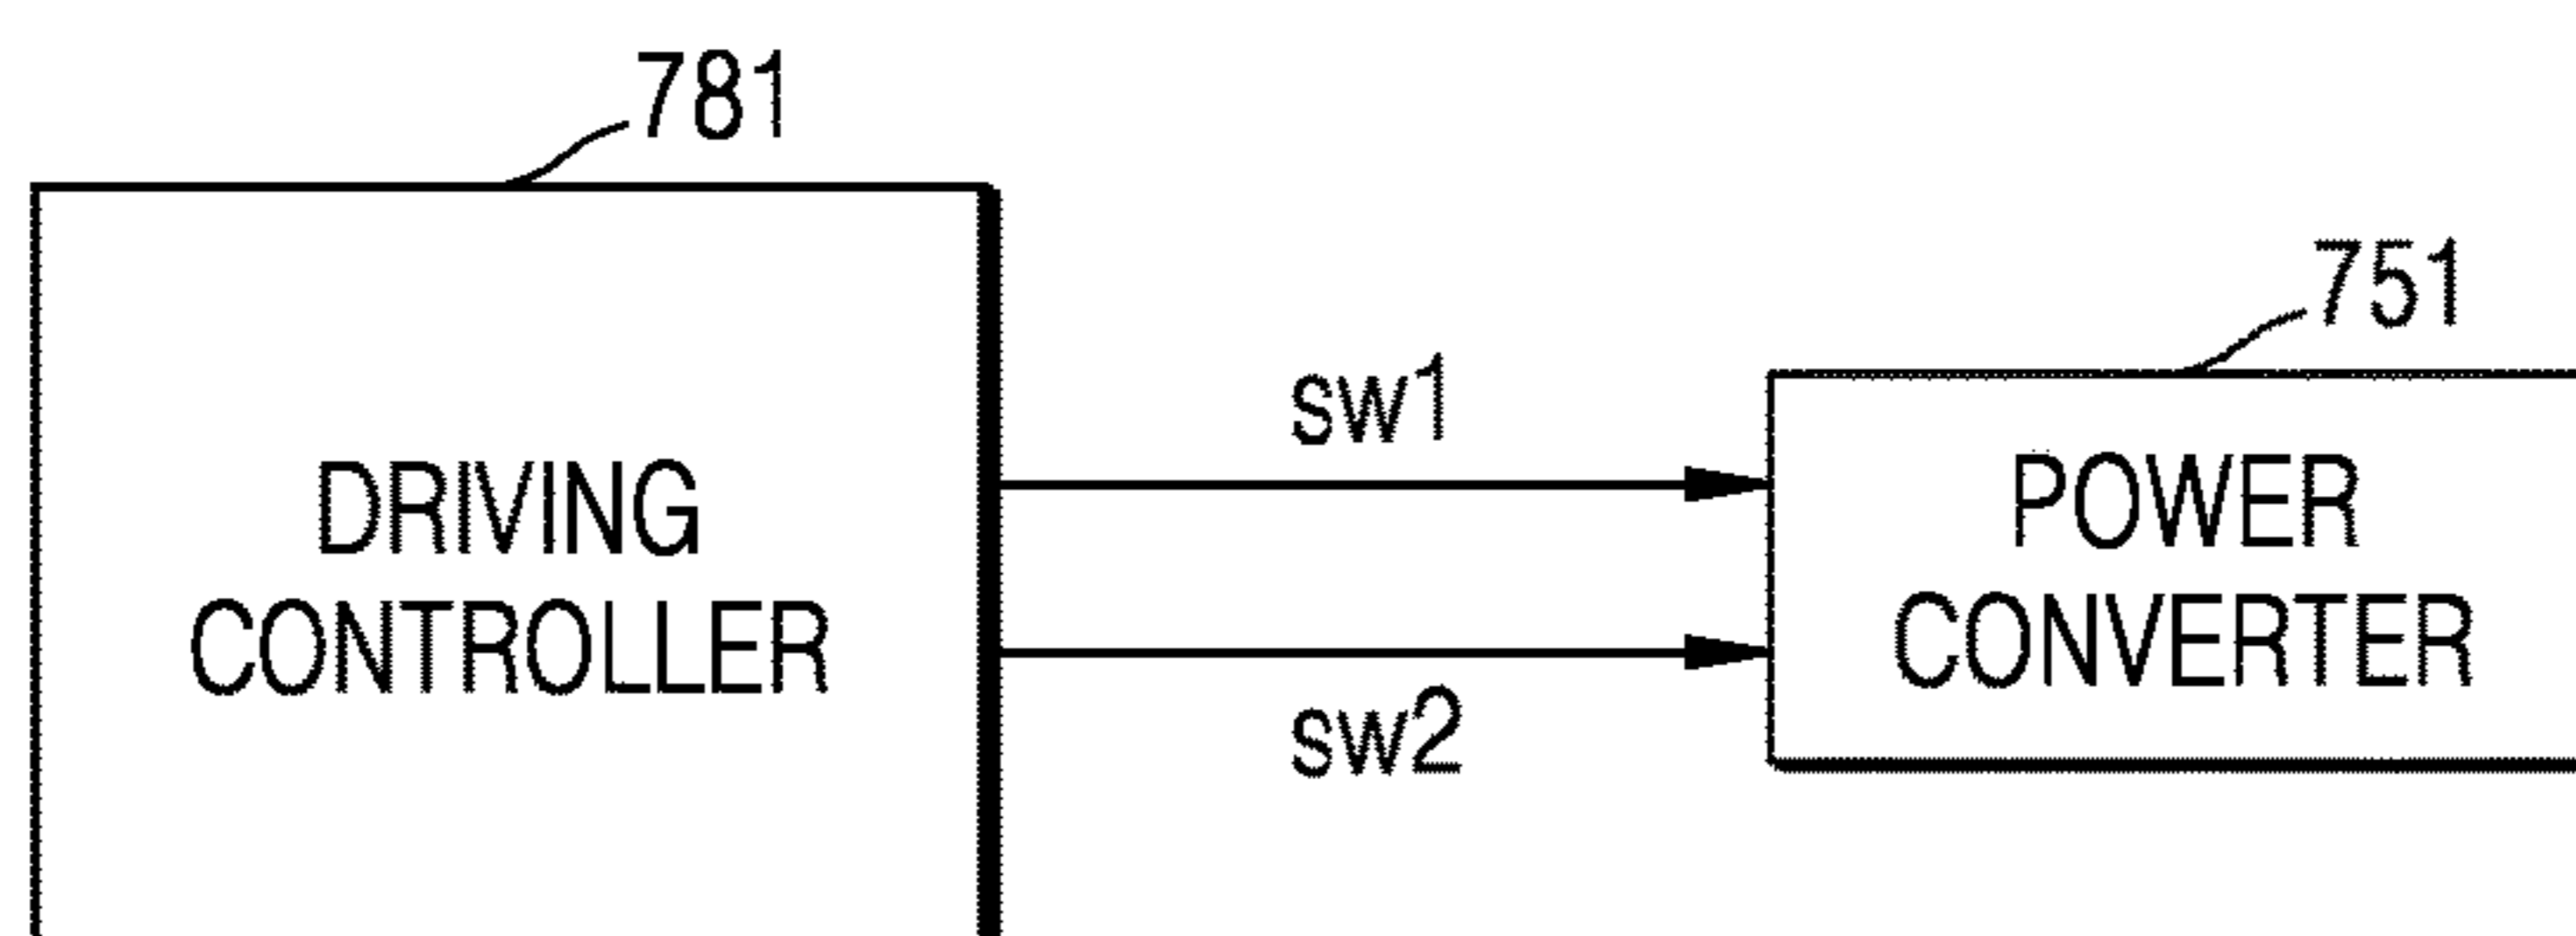 781
DRIVING
CONTROLLER
sw1
sw2
751
POWER
CONVERTER